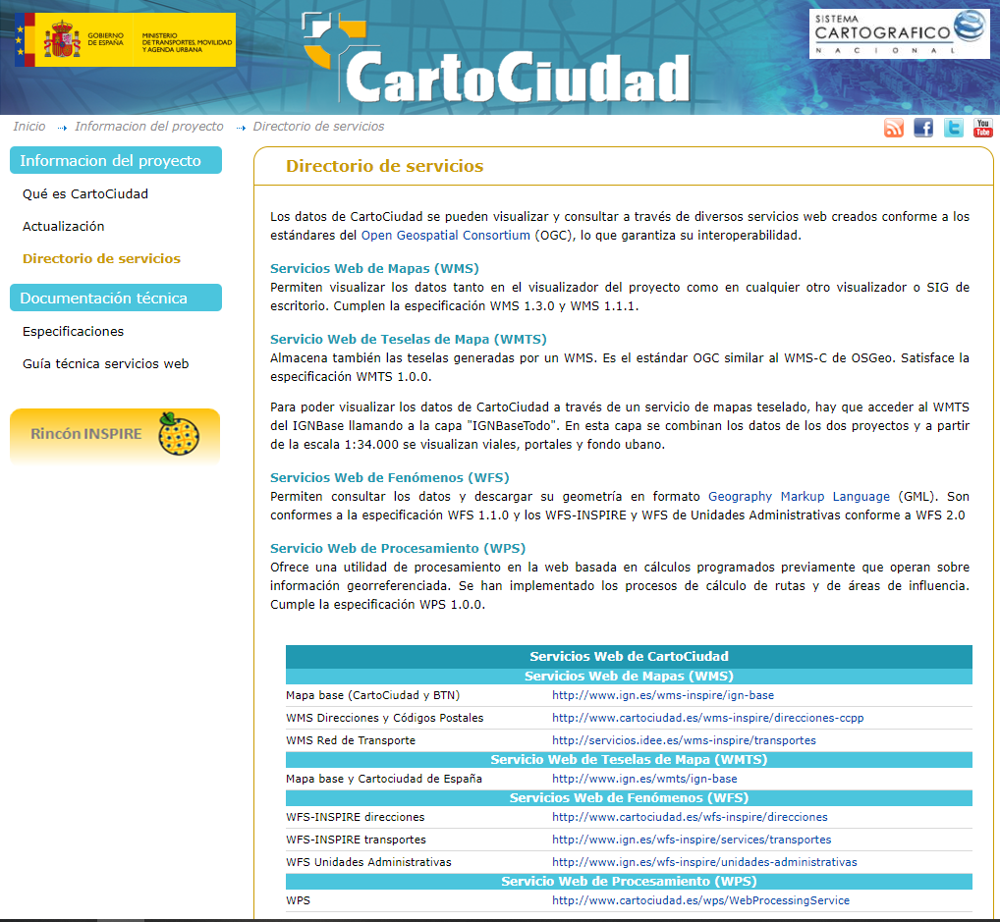 GOBIERNO
DE ESPAÑA
MINISTERIO
DE TRANSPORTES, MOVILIDAD
Y AGENDA URBANA
CartoCiudad
SISTEMA
CARTOGRAFICO
NACIONAL
Inicio Informacion del proyecto Directorio de servicios
You
Tube
Informacion del proyecto
Qué es CartoCiudad
Actualización
Directorio de servicios
Documentación técnica
Especificaciones
Guía técnica servicios web
Rincón INSPIRE
Directorio de servicios
Los datos de CartoCiudad se pueden visualizar y consultar a través de diversos servicios web creados conforme a los
estándares del Open Geospatial Consortium (OGC), lo que garantiza su interoperabilidad.
Servicios Web de Mapas (WMS)
Permiten visualizar los datos tanto en el visualizador del proyecto como en cualquier otro visualizador o SIG de
escritorio. Cumplen la especificación WMS 1.3.0 y WMS 1.1.1.
Servicio Web de Teselas de Mapa (WMTS)
Almacena también las teselas generadas por un WMS. Es el estándar OGC similar al WMS-C de OSGeo. Satisface la
especificación WMTS 1.0.0.
Para poder visualizar los datos de CartoCiudad a través de un servicio de mapas teselado, hay que acceder al WMTS
del IGNBase llamando a la capa "IGNBaseTodo". En esta capa se combinan los datos de los dos proyectos y a partir
de la escala 1:34.000 se visualizan viales, portales y fondo ubano.
Servicios Web de Fenómenos (WFS)
Permiten consultar los datos y descargar su geometría en formato Geography Markup Language (GML). Son
conformes a la especificación WFS 1.1.0 y los WFS-INSPIRE y WFS de Unidades Administrativas conforme a WFS 2.0
Servicio Web de Procesamiento (WPS)
Ofrece una utilidad de procesamiento en la web basada en cálculos programados previamente que operan sobre
información georreferenciada. Se han implementado los procesos de cálculo de rutas y de áreas de influencia.
Cumple la especificación WPS 1.0.0.
Servicios Web de CartoCiudad
Servicios Web de Mapas (WMS)
Mapa base (CartoCiudad y BTN) http://www.ign.es/wms-inspire/ign-base
WMS Direcciones y Códigos Postales http://www.cartociudad.es/wms-inspire/direcciones-ccpp
WMS Red de Transporte http://servicios.idee.es/wms-inspire/transportes
Servicio Web de Teselas de Mapa (WMTS)
Mapa base y Cartociudad de España http://www.ign.es/wmts/ign-base
Servicios Web de Fenómenos (WFS)
WFS-INSPIRE direcciones http://www.cartociudad.es/wfs-inspire/direcciones
WFS-INSPIRE transportes http://www.ign.es/wfs-inspire/services/transportes
WFS Unidades Administrativas http://www.ign.es/wfs-inspire/unidades-administrativas
Servicio Web de Procesamiento (WPS)
WPS http://www.cartociudad.es/wps/WebProcessingService